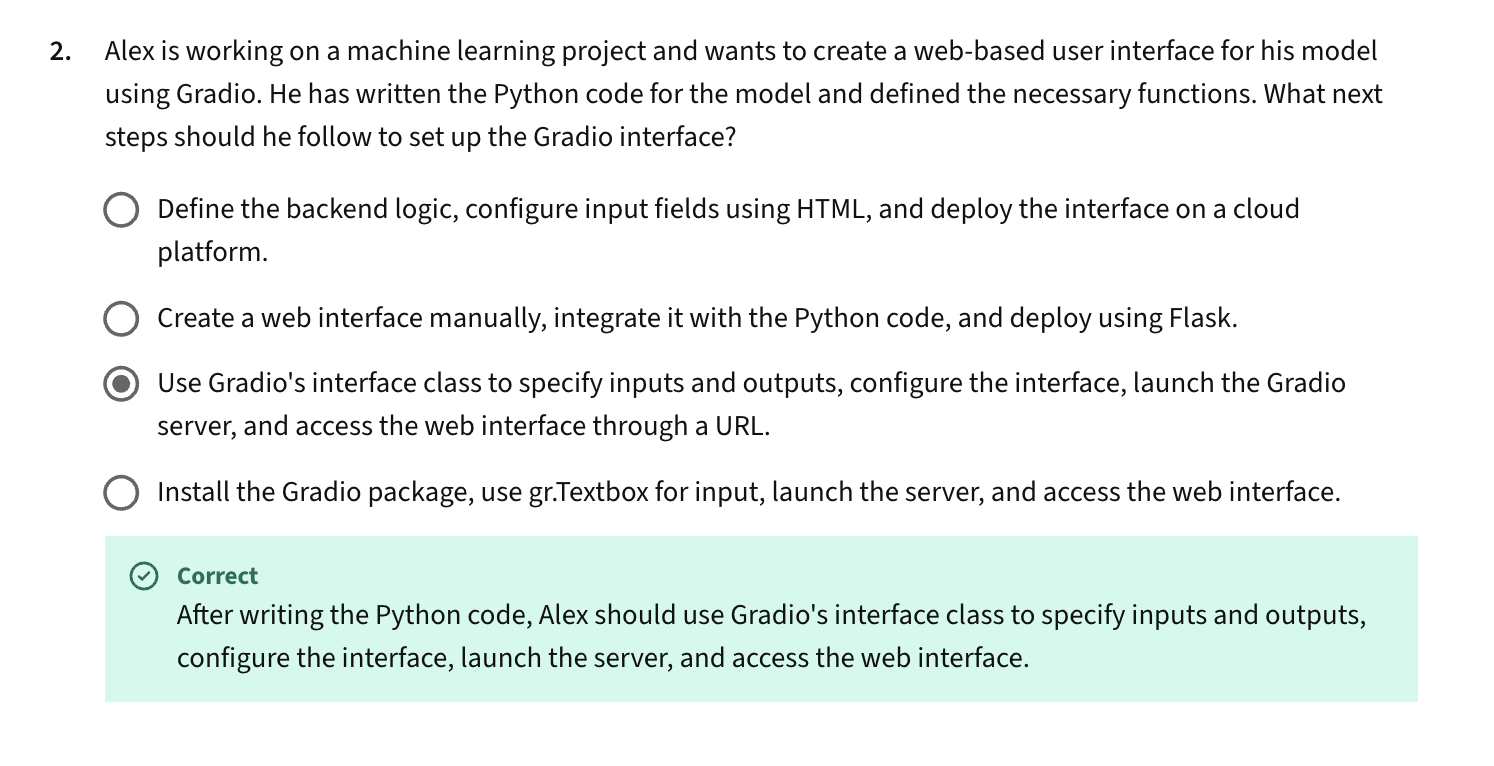 2. Alex is working on a machine learning project and wants to create a web-based user interface for his model
using Gradio. He has written the Python code for the model and defined the necessary functions. What next
steps should he follow to set up the Gradio interface?
Define the backend logic, configure input fields using HTML, and deploy the interface on a cloud
platform.
Create a web interface manually, integrate it with the Python code, and deploy using Flask.
Use Gradio's interface class to specify inputs and outputs, configure the interface, launch the Gradio
server, and access the web interface through a URL.
Install the Gradio package, use gr.Textbox for input, launch the server, and access the web interface.
Correct
After writing the Python code, Alex should use Gradio's interface class to specify inputs and outputs,
configure the interface, launch the server, and access the web interface.